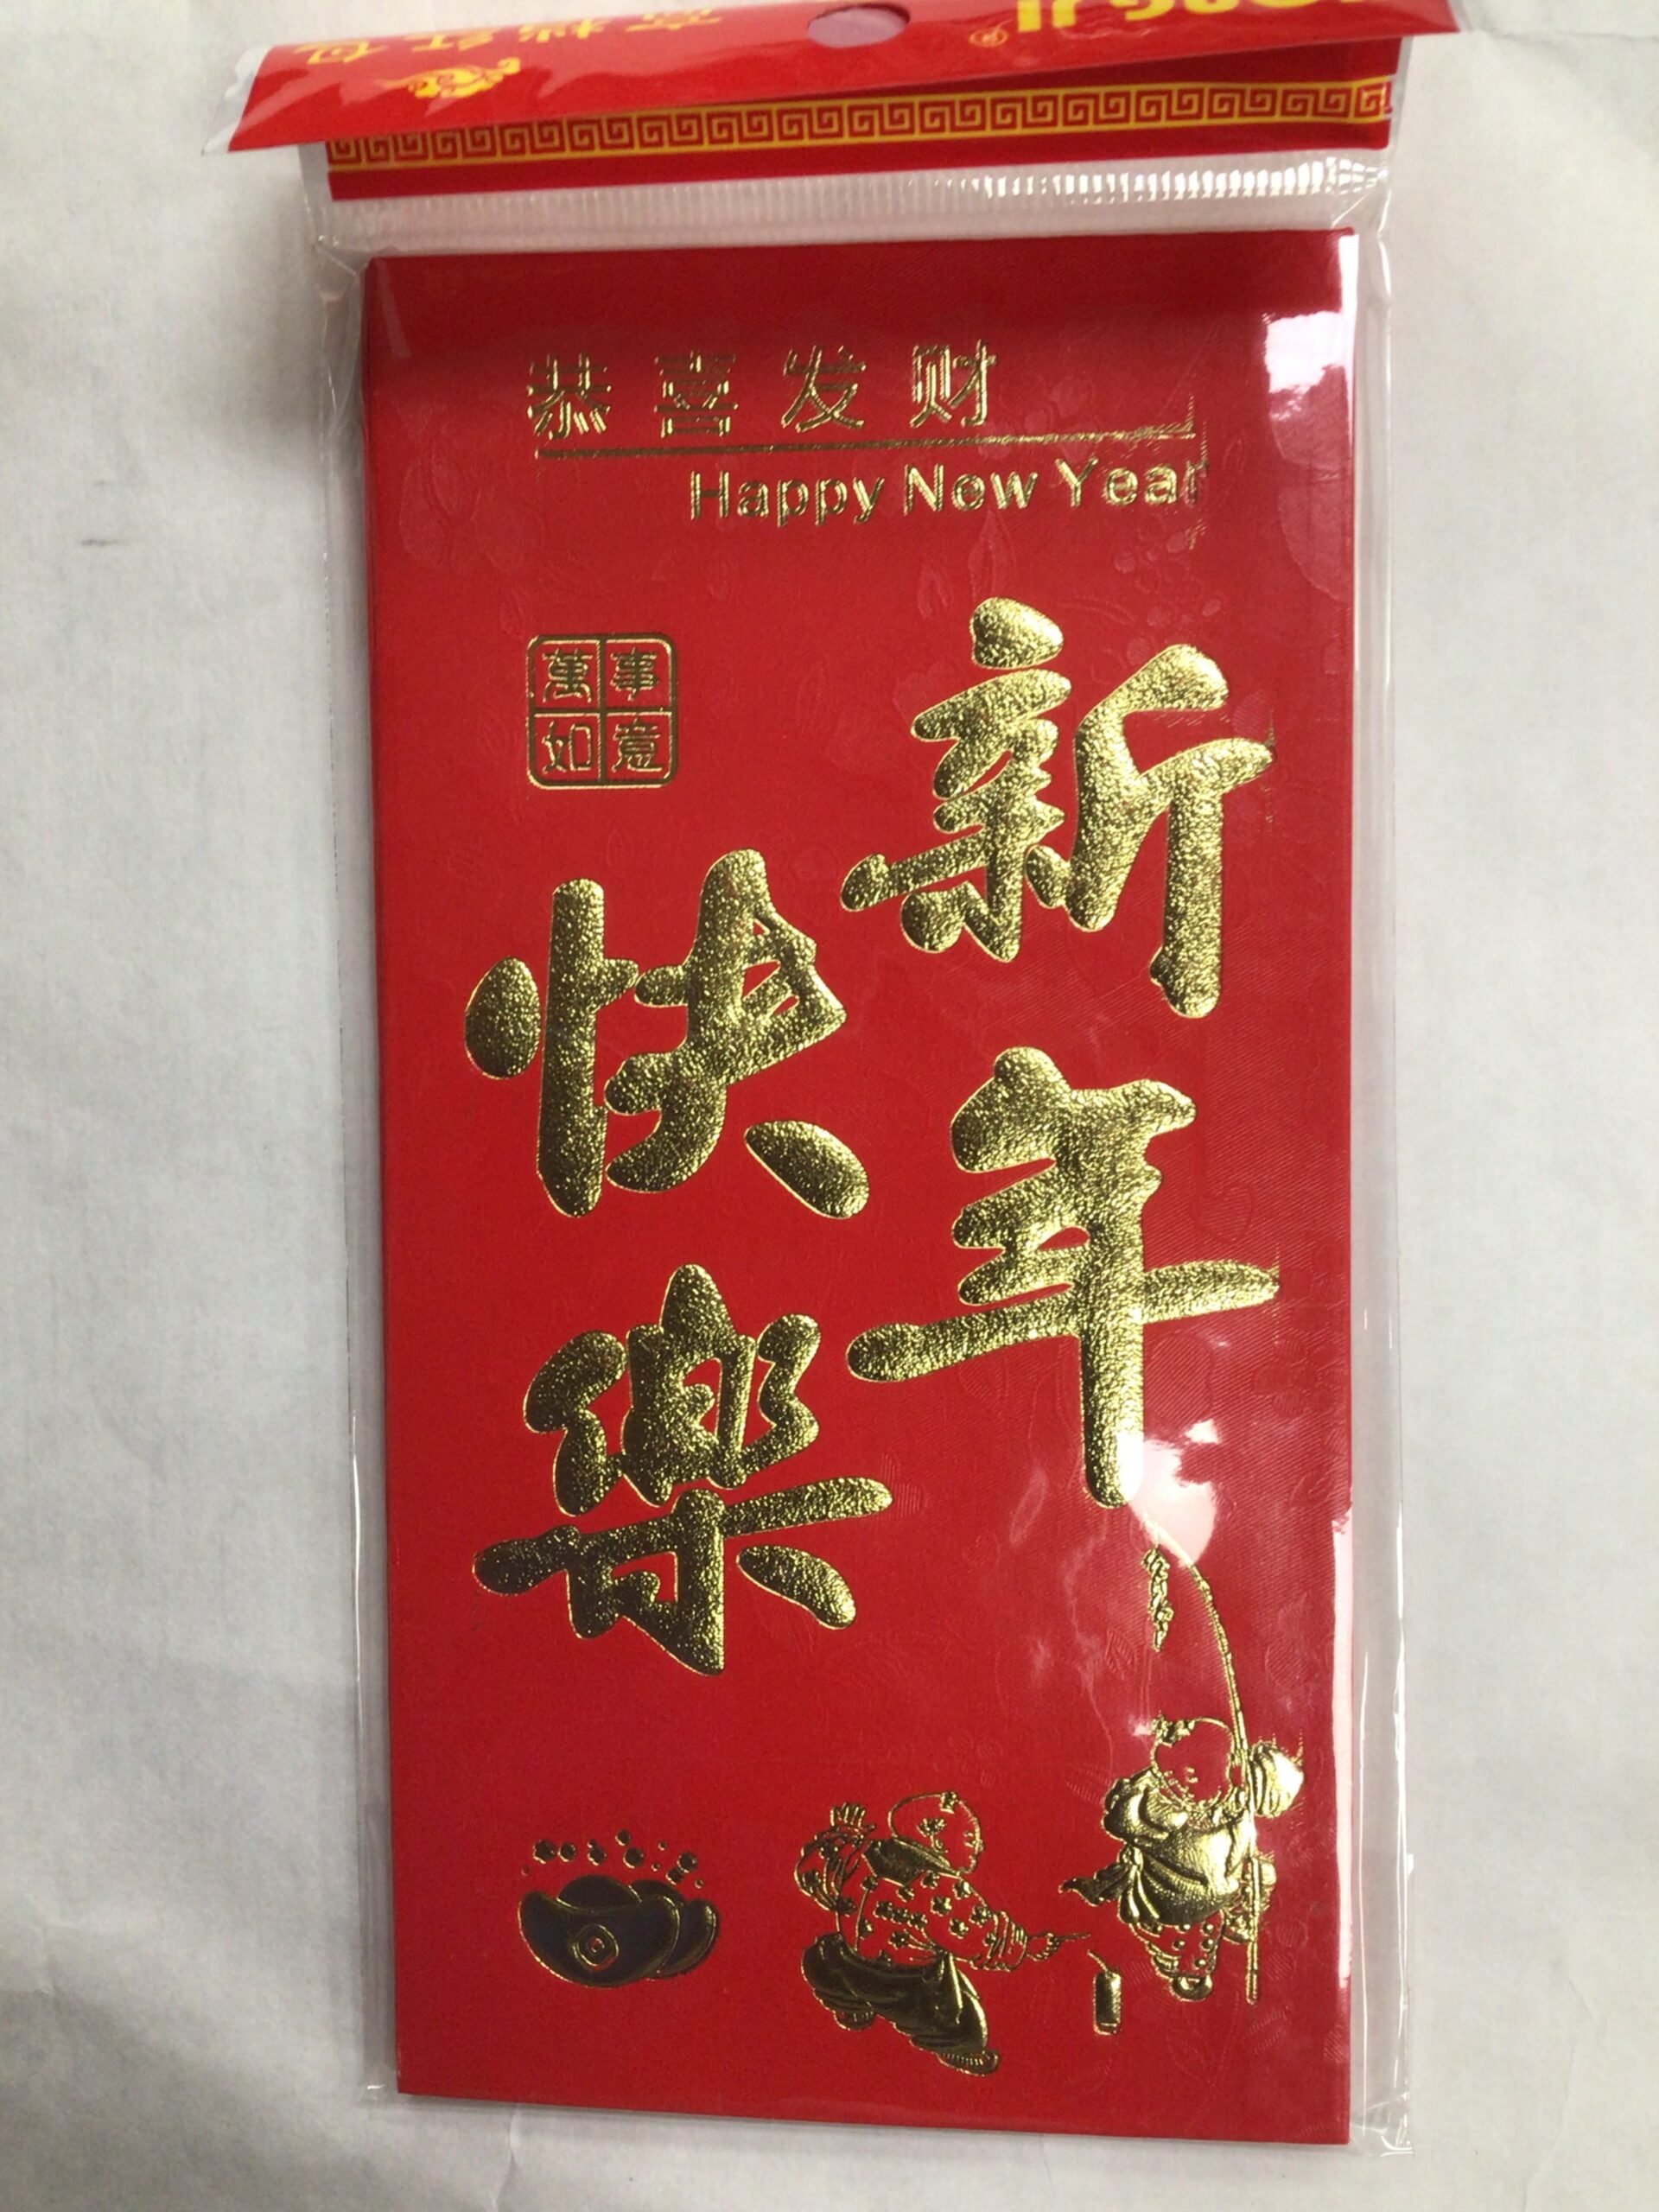 恭喜发财
Happy New Year
萬事
如意
新年
快樂